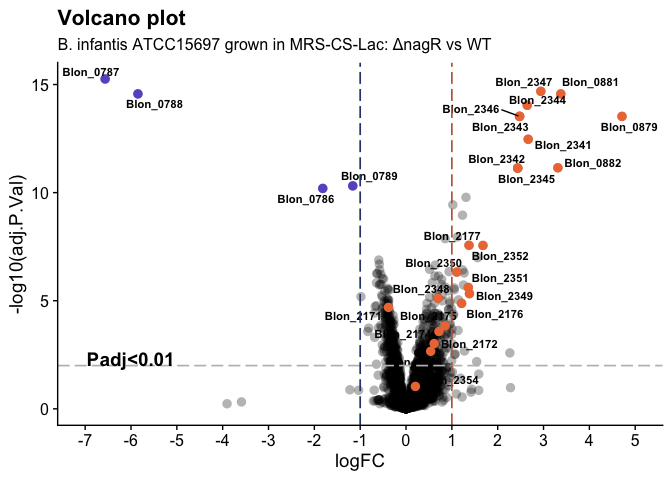 Volcano plot
B. infantis ATCC15697 grown in MRS-CS-Lac: ΔnagR vs WT
-log10(adj.P.Val)
15
10
5
0
Blon_0787
Blon_0788
Blon_2347
Blon_0881
Blon_2344
Blon_2346
Blon_2343
Blon_0879
Blon_2341
Blon_2342
Blon_0882
Blon_2345
Blon_0789
Blon_0786
Blon_2177
Blon_2352
Blon_2350
Blon_2351
Blon_2348
Blon_2349
Blon_2171
Blon_2175
Blon_2176
Blon_2172
Padj<0.01
-7 -6 -5 -4 -3 -2 -1 0 1 2 3 4 5
logFC